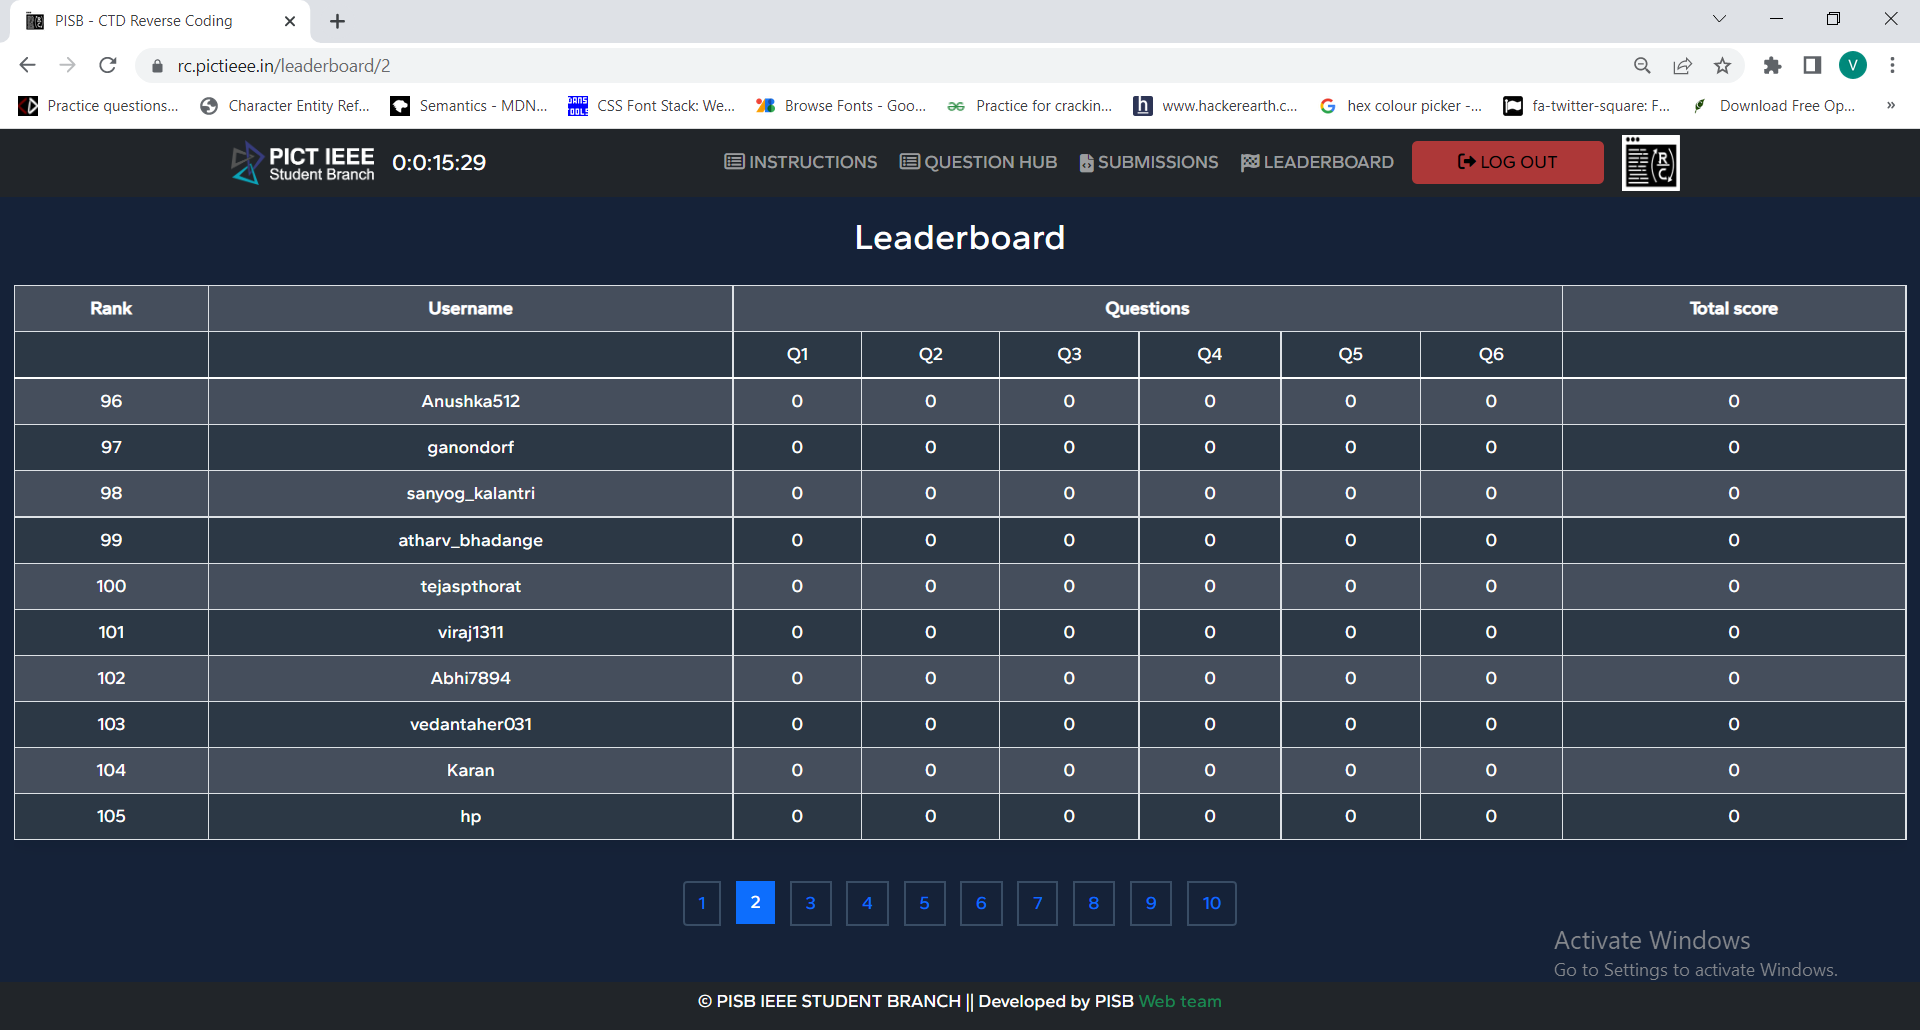 PISB - CTD Reverse Coding
rc.pictieee.in/leaderboard/2
V
Practice questions... Character Entity Ref... Semantics - MDN... CSS Font Stack: We... Browse Fonts - Goo... Practice for crackin... www.hackerearth.c... hex colour picker -... fa-twitter-square: F... Download Free Op... »
PICT IEEE
Student Branch
0:0:15:29 INSTRUCTIONS QUESTION HUB SUBMISSIONS LEADERBOARD LOG OUT
Leaderboard
Rank Username Questions Total score
Q1 Q2 Q3 Q4 Q5 Q6
96 Anushka512 0 0 0 0 0 0 0
97 ganondorf 0 0 0 0 0 0 0
98 sanyog_kalantri 0 0 0 0 0 0 0
99 atharv_bhadange 0 0 0 0 0 0 0
100 tejaspthorat 0 0 0 0 0 0 0
101 viraj1311 0 0 0 0 0 0 0
102 Abhi7894 0 0 0 0 0 0 0
103 vedantaher031 0 0 0 0 0 0 0
104 Karan 0 0 0 0 0 0 0
105 hp 0 0 0 0 0 0 0
1 2 3 4 5 6 7 8 9 10
Activate Windows
Go to Settings to activate Windows.
© PISB IEEE STUDENT BRANCH || Developed by PISB Web team